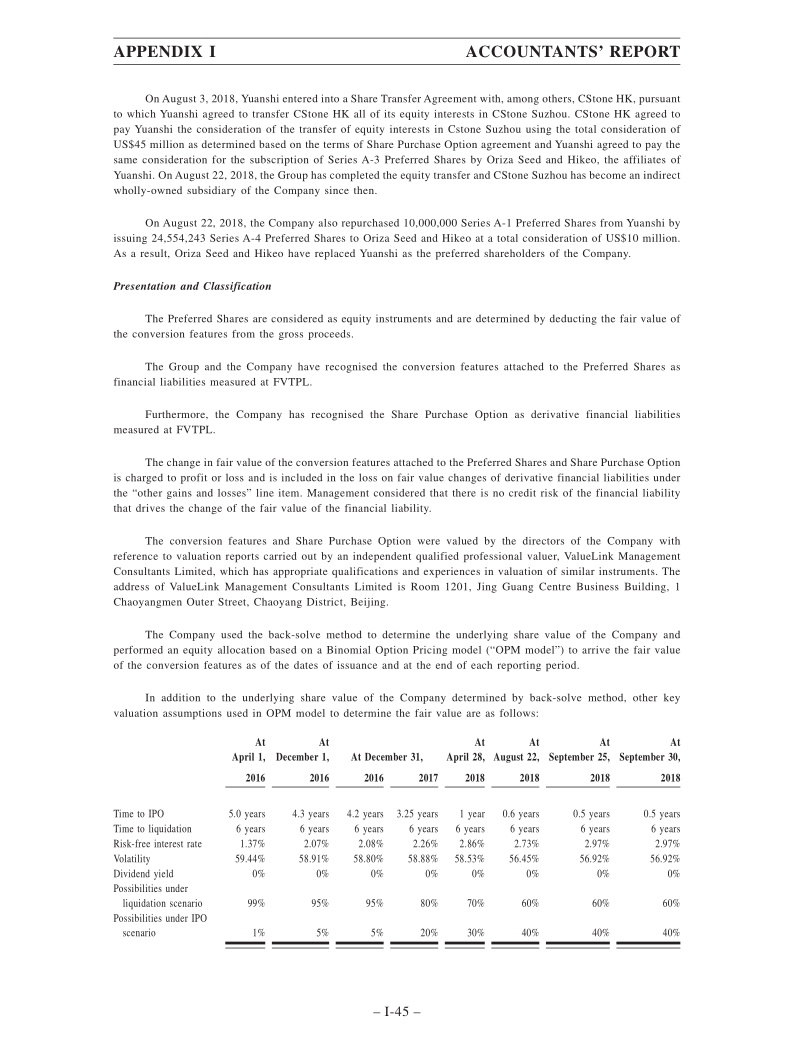 APPENDIX I ACCOUNTANTS’ REPORT
On August 3, 2018, Yuanshi entered into a Share Transfer Agreement with, among others, CStone HK, pursuant
to which Yuanshi agreed to transfer CStone HK all of its equity interests in CStone Suzhou. CStone HK agreed to
pay Yuanshi the consideration of the transfer of equity interests in Cstone Suzhou using the total consideration of
US$45 million as determined based on the terms of Share Purchase Option agreement and Yuanshi agreed to pay the
same consideration for the subscription of Series A-3 Preferred Shares by Oriza Seed and Hikeo, the affiliates of
Yuanshi. On August 22, 2018, the Group has completed the equity transfer and CStone Suzhou has become an indirect
wholly-owned subsidiary of the Company since then.
On August 22, 2018, the Company also repurchased 10,000,000 Series A-1 Preferred Shares from Yuanshi by
issuing 24,554,243 Series A-4 Preferred Shares to Oriza Seed and Hikeo at a total consideration of US$10 million.
As a result, Oriza Seed and Hikeo have replaced Yuanshi as the preferred shareholders of the Company.
Presentation and Classification
The Preferred Shares are considered as equity instruments and are determined by deducting the fair value of
the conversion features from the gross proceeds.
The Group and the Company have recognised the conversion features attached to the Preferred Shares as
financial liabilities measured at FVTPL.
Furthermore, the Company has recognised the Share Purchase Option as derivative financial liabilities
measured at FVTPL.
The change in fair value of the conversion features attached to the Preferred Shares and Share Purchase Option
is charged to profit or loss and is included in the loss on fair value changes of derivative financial liabilities under
the “other gains and losses” line item. Management considered that there is no credit risk of the financial liability
that drives the change of the fair value of the financial liability.
The conversion features and Share Purchase Option were valued by the directors of the Company with
reference to valuation reports carried out by an independent qualified professional valuer, ValueLink Management
Consultants Limited, which has appropriate qualifications and experiences in valuation of similar instruments. The
address of ValueLink Management Consultants Limited is Room 1201, Jing Guang Centre Business Building, 1
Chaoyangmen Outer Street, Chaoyang District, Beijing.
The Company used the back-solve method to determine the underlying share value of the Company and
performed an equity allocation based on a Binomial Option Pricing model (“OPM model”) to arrive the fair value
of the conversion features as of the dates of issuance and at the end of each reporting period.
In addition to the underlying share value of the Company determined by back-solve method, other key
valuation assumptions used in OPM model to determine the fair value are as follows:
At At At At At At
April 1, December 1, At December 31, April 28, August 22, September 25, September 30,
2016 2016 2016 2017 2018 2018 2018 2018
Time to IPO 5.0 years 4.3 years 4.2 years 3.25 years 1 year 0.6 years 0.5 years 0.5 years
Time to liquidation 6 years 6 years 6 years 6 years 6 years 6 years 6 years 6 years
Risk-free interest rate 1.37% 2.07% 2.08% 2.26% 2.86% 2.73% 2.97% 2.97%
Volatility 59.44% 58.91% 58.80% 58.88% 58.53% 56.45% 56.92% 56.92%
Dividend yield 0% 0% 0% 0% 0% 0% 0% 0%
Possibilities under
liquidation scenario 99% 95% 95% 80% 70% 60% 60% 60%
Possibilities under IPO
scenario 1% 5% 5% 20% 30% 40% 40% 40%
– I-45 –